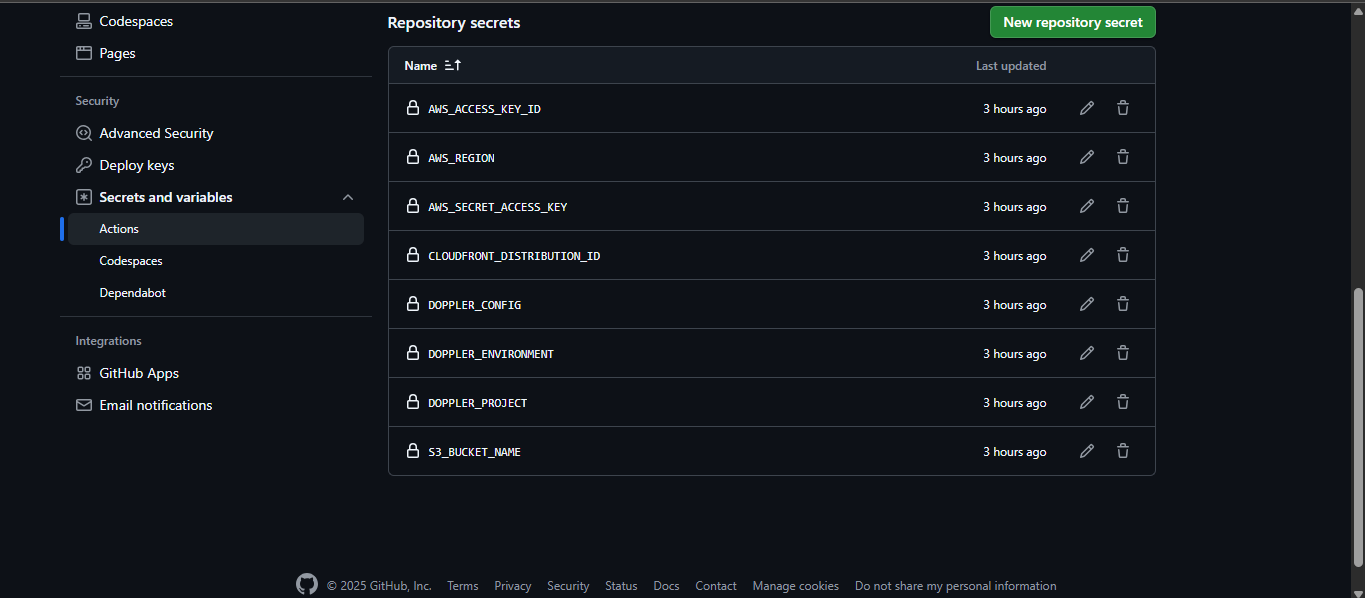 Codespaces
Pages
Security
Advanced Security
Deploy keys
Secrets and variables
Actions
Codespaces
Dependabot
Integrations
GitHub Apps
Email notifications
Repository secrets
New repository secret
Name Last updated
AWS_ACCESS_KEY_ID 3 hours ago
AWS_REGION 3 hours ago
AWS_SECRET_ACCESS_KEY 3 hours ago
CLOUDFRONT_DISTRIBUTION_ID 3 hours ago
DOPPLER_CONFIG 3 hours ago
DOPPLER_ENVIRONMENT 3 hours ago
DOPPLER_PROJECT 3 hours ago
S3_BUCKET_NAME 3 hours ago
© 2025 GitHub, Inc. Terms Privacy Security Status Docs Contact Manage cookies Do not share my personal information